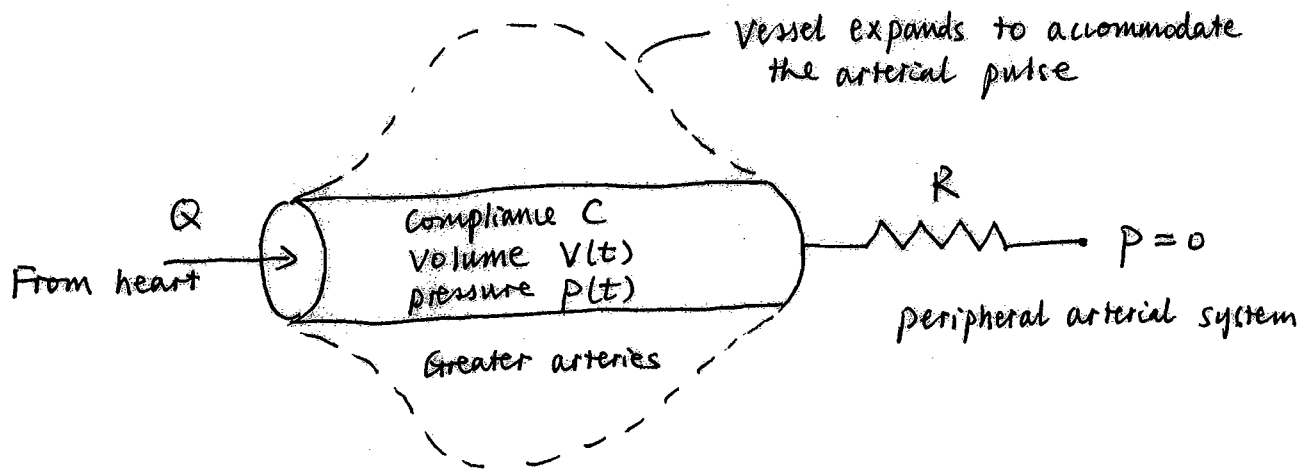 Vessel expands to accommodate
the arterial pulse
Q
From heart
compliance C
volume V(t)
pressure P(t)
Greater arteries
R
P = 0
peripheral arterial system